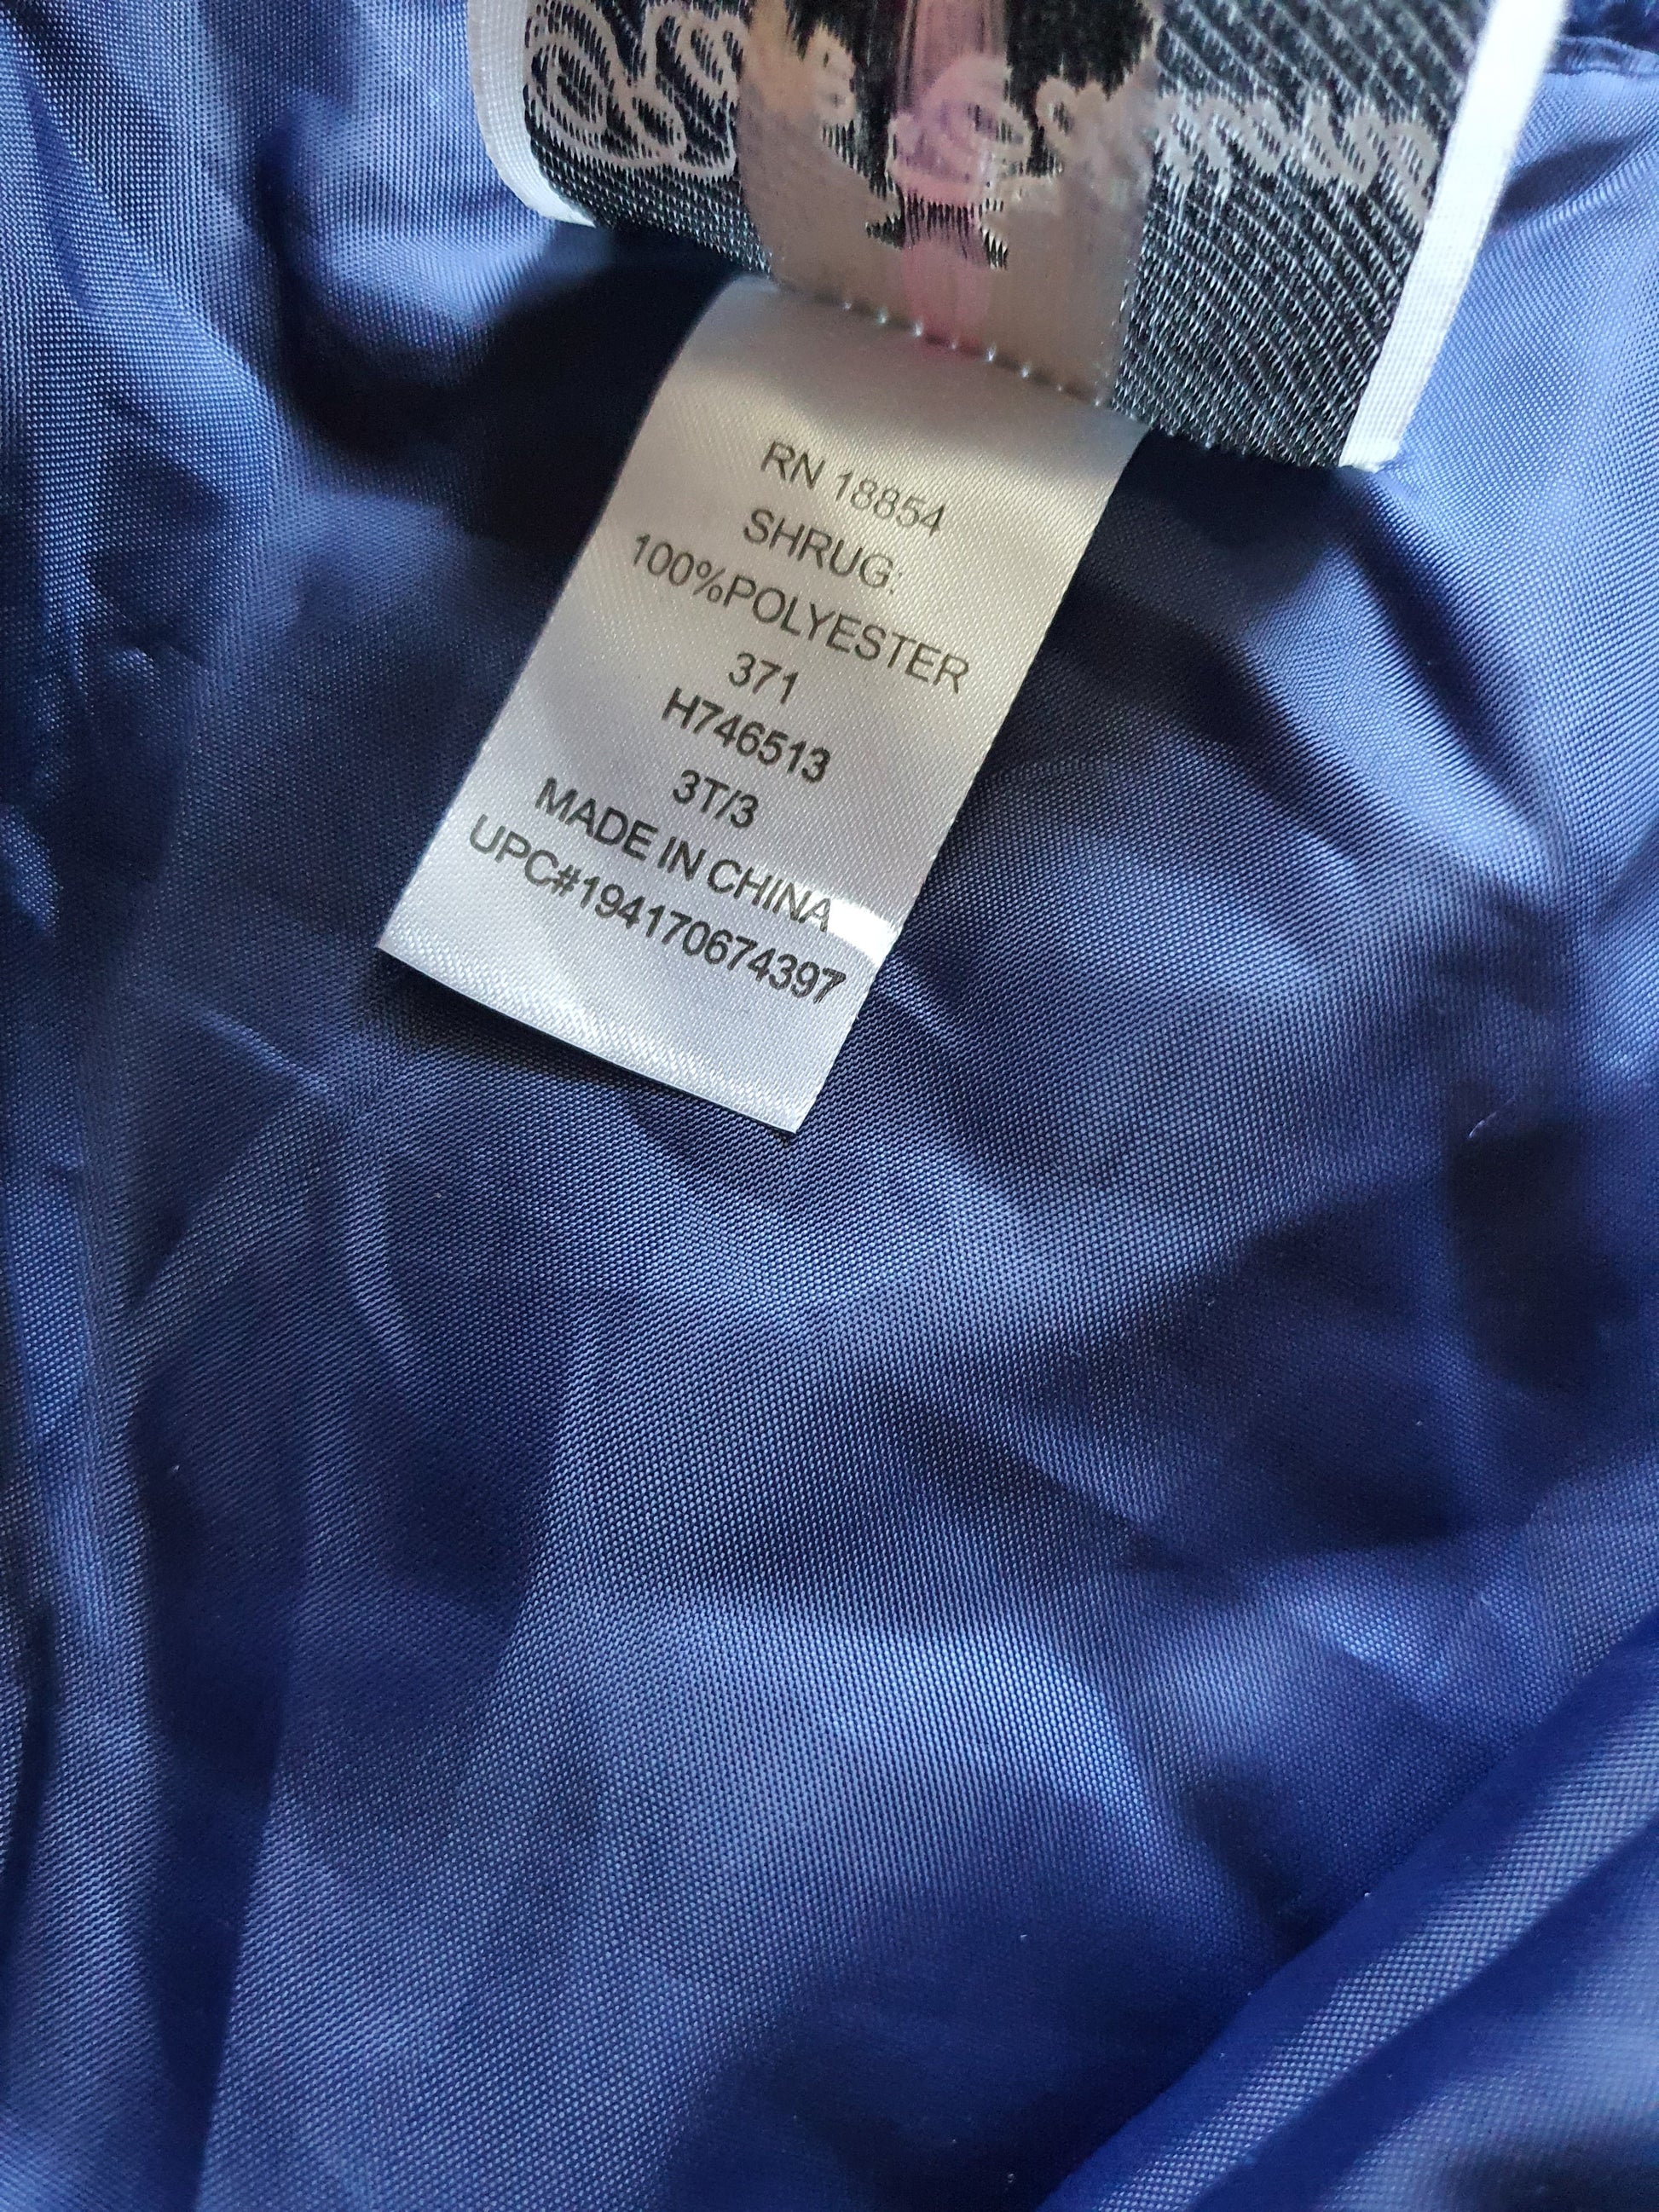 RN 18854
SHRUG:
100%POLYESTER
371
H746513
3T/3
MADE IN CHINA
UPC#194170674397